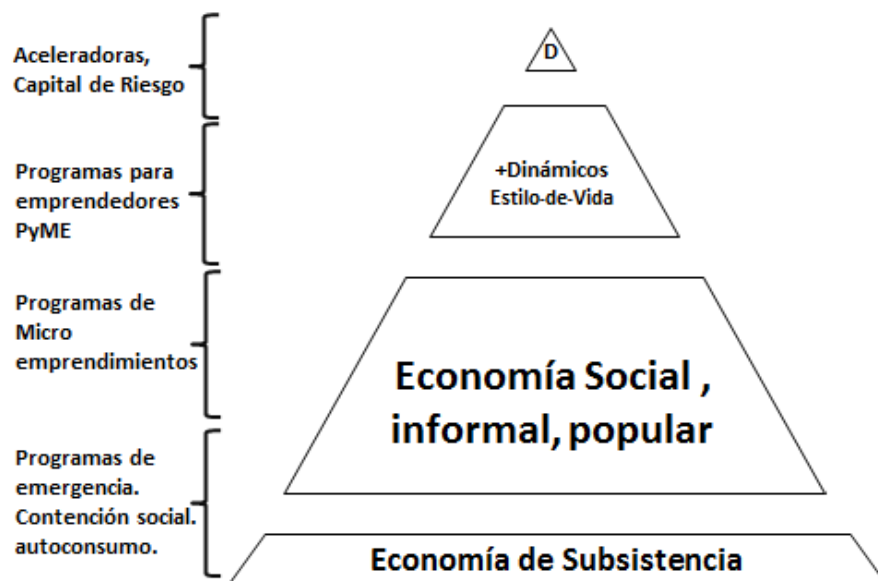 Aceleradoras,
Capital de Riesgo
D
Programas para
emprendedores
PyME
+Dinámicos
Estilo-de-Vida
Programas de
Micro
emprendimientos
Economía Social ,
informal, popular
Programas de
emergencia.
Contención social.
autoconsumo.
Economía de Subsistencia